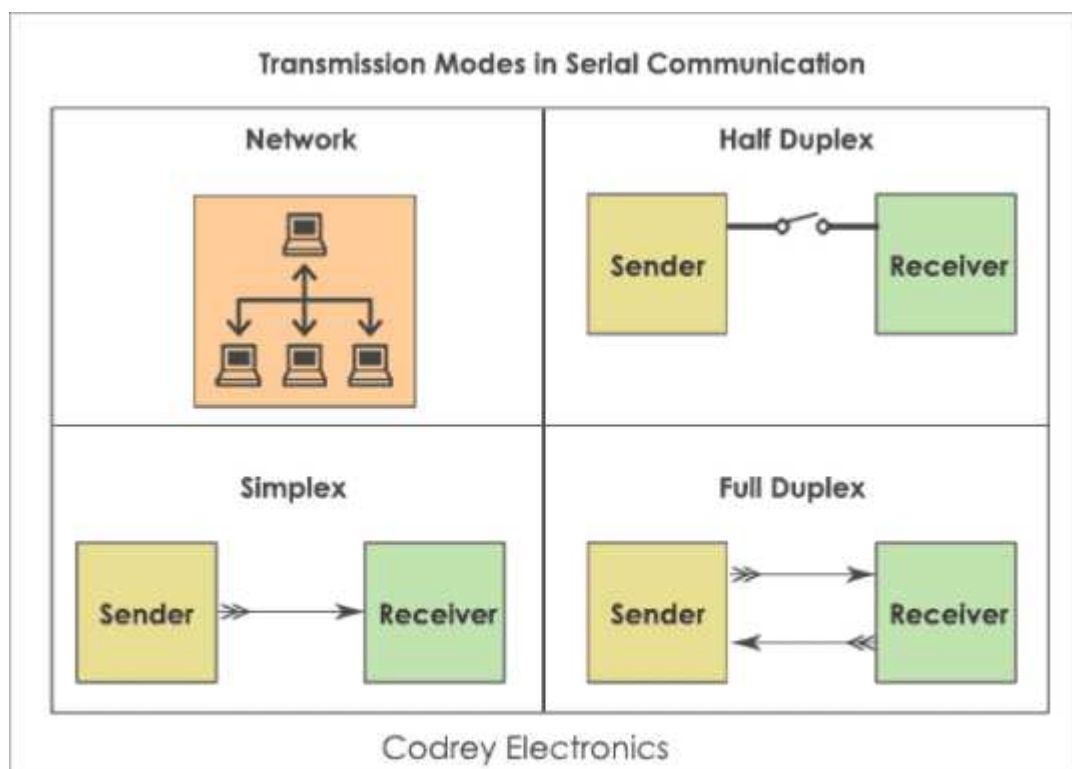 Transmission Modes in Serial Communication
Network
Half Duplex
Sender
Receiver
Simplex
Full Duplex
Sender
Receiver
Sender
Receiver
Codrey Electronics